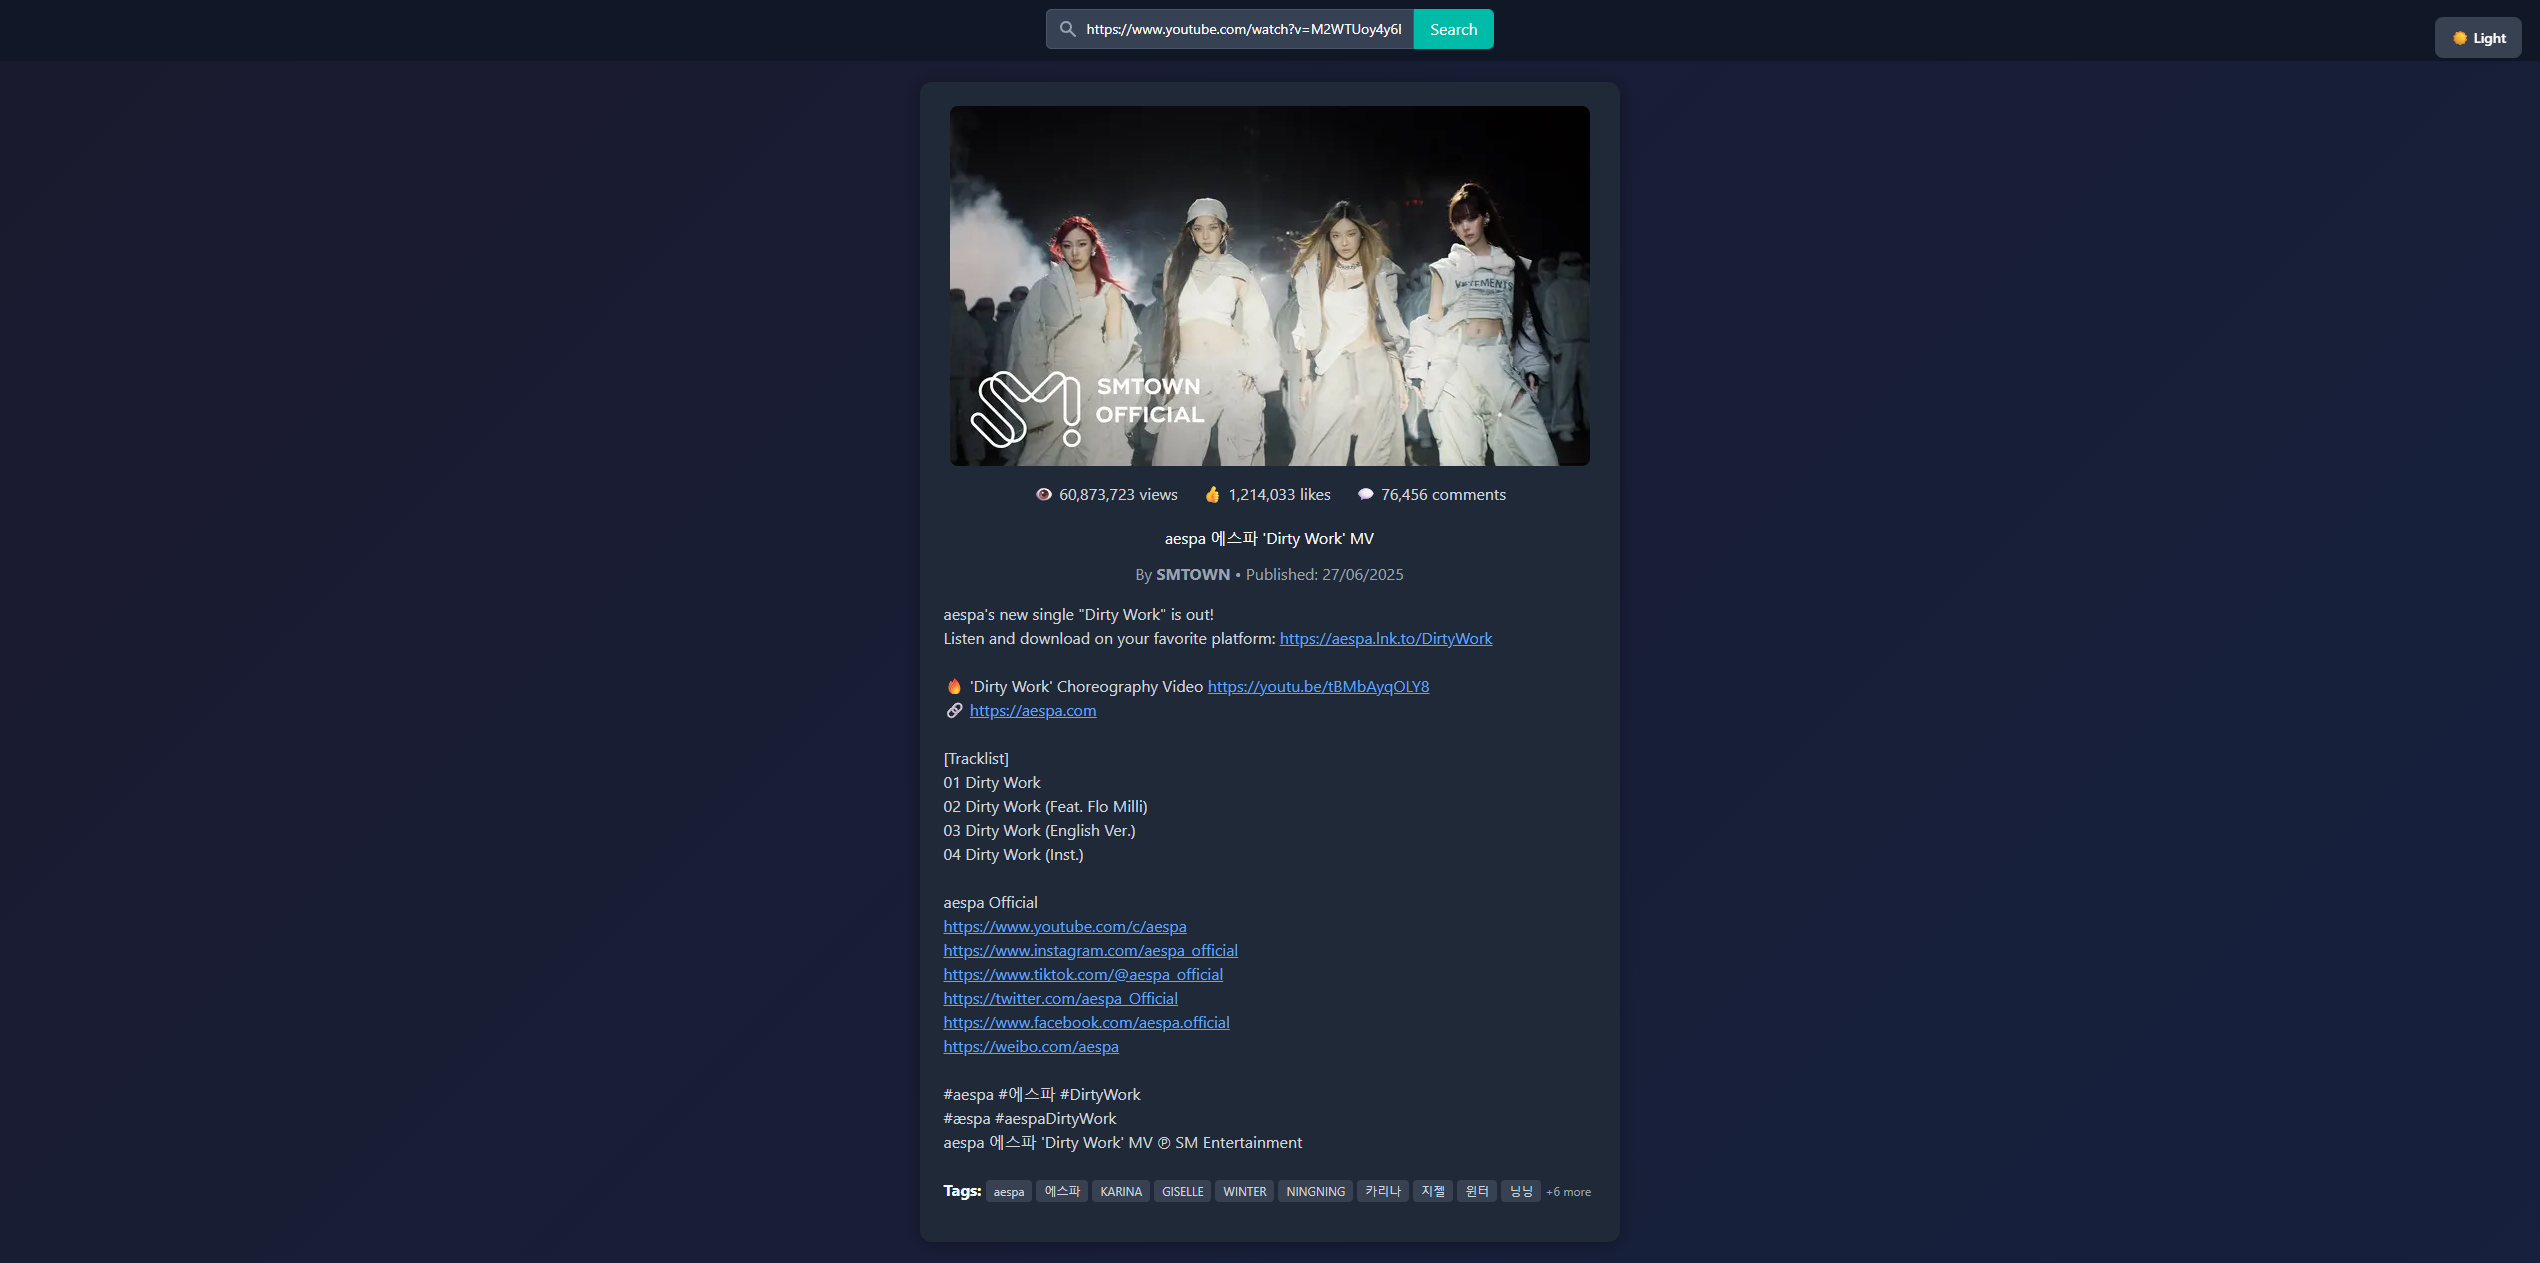 https://www.youtube.com/watch?v=M2WTUoy4y6I
Search
Light
VETEMENTS
SMTOWN
OFFICIAL
60,873,723 views 1,214,033 likes 76,456 comments
aespa 에스파 'Dirty Work' MV
By SMTOWN • Published: 27/06/2025
aespa's new single "Dirty Work" is out!
Listen and download on your favorite platform: https://aespa.lnk.to/DirtyWork
🔥 'Dirty Work' Choreography Video https://youtu.be/tBMbAyqOLY8
🔗 https://aespa.com
[Tracklist]
01 Dirty Work
02 Dirty Work (Feat. Flo Milli)
03 Dirty Work (English Ver.)
04 Dirty Work (Inst.)
aespa Official
https://www.youtube.com/c/aespa
https://www.instagram.com/aespa_official
https://www.tiktok.com/@aespa_official
https://twitter.com/aespa_Official
https://www.facebook.com/aespa.official
https://weibo.com/aespa
#aespa #에스파 #DirtyWork
#æspa #aespaDirtyWork
aespa 에스파 'Dirty Work' MV ℗ SM Entertainment
Tags: aespa 에스파 KARINA GISELLE WINTER NINGNING 카리나 지젤 윈터 닝닝 +6 more